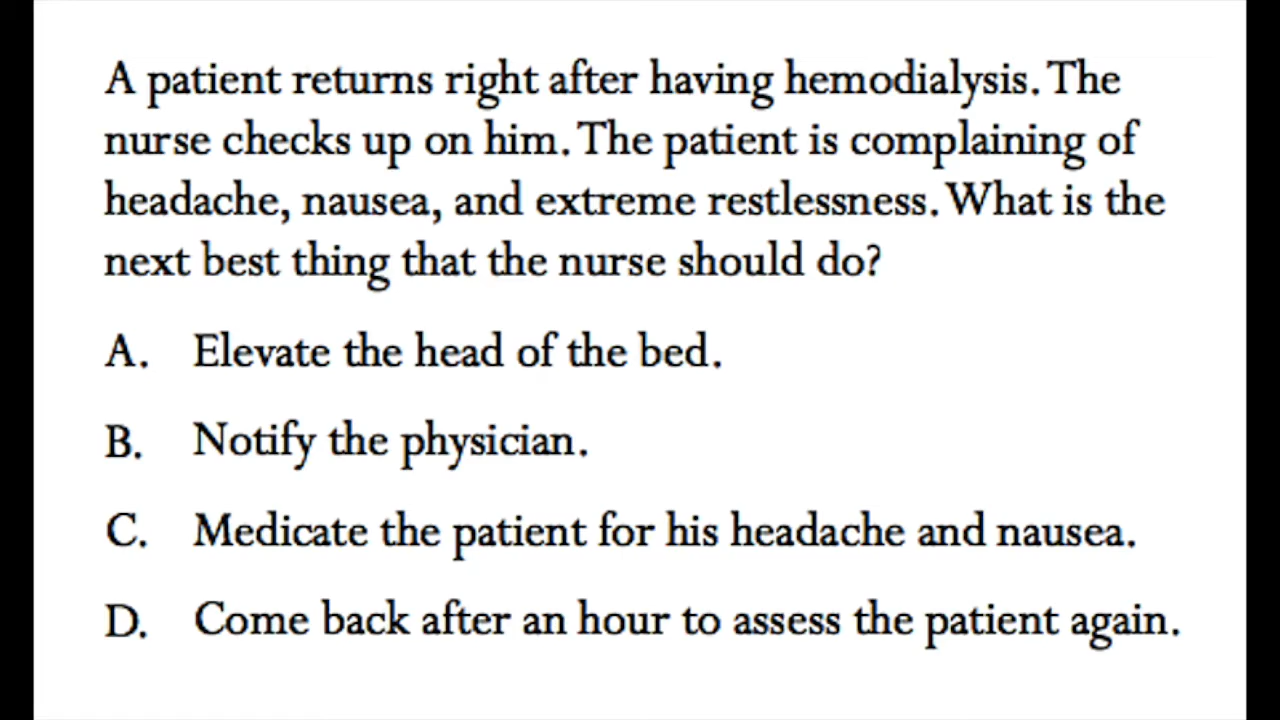 A patient returns right after having hemodialysis. The
nurse checks up on him. The patient is complaining of
headache, nausea, and extreme restlessness. What is the
next best thing that the nurse should do?
A. Elevate the head of the bed.
B. Notify the physician.
C. Medicate the patient for his headache and nausea.
D. Come back after an hour to assess the patient again.